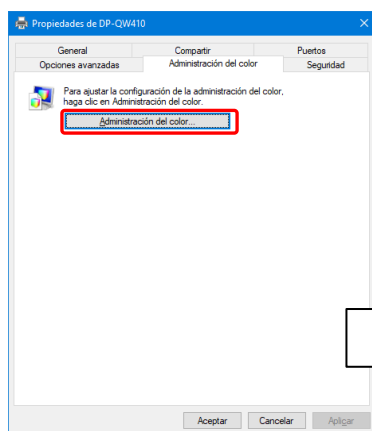 Propiedades de DP-QW410
General
Compartir
Puertos
Opciones avanzadas
Administración del color
Seguridad
Para ajustar la configuración de la administración del color,
haga clic en Administración del color.
Administración del color...
Aceptar
Cancelar
Aplicar